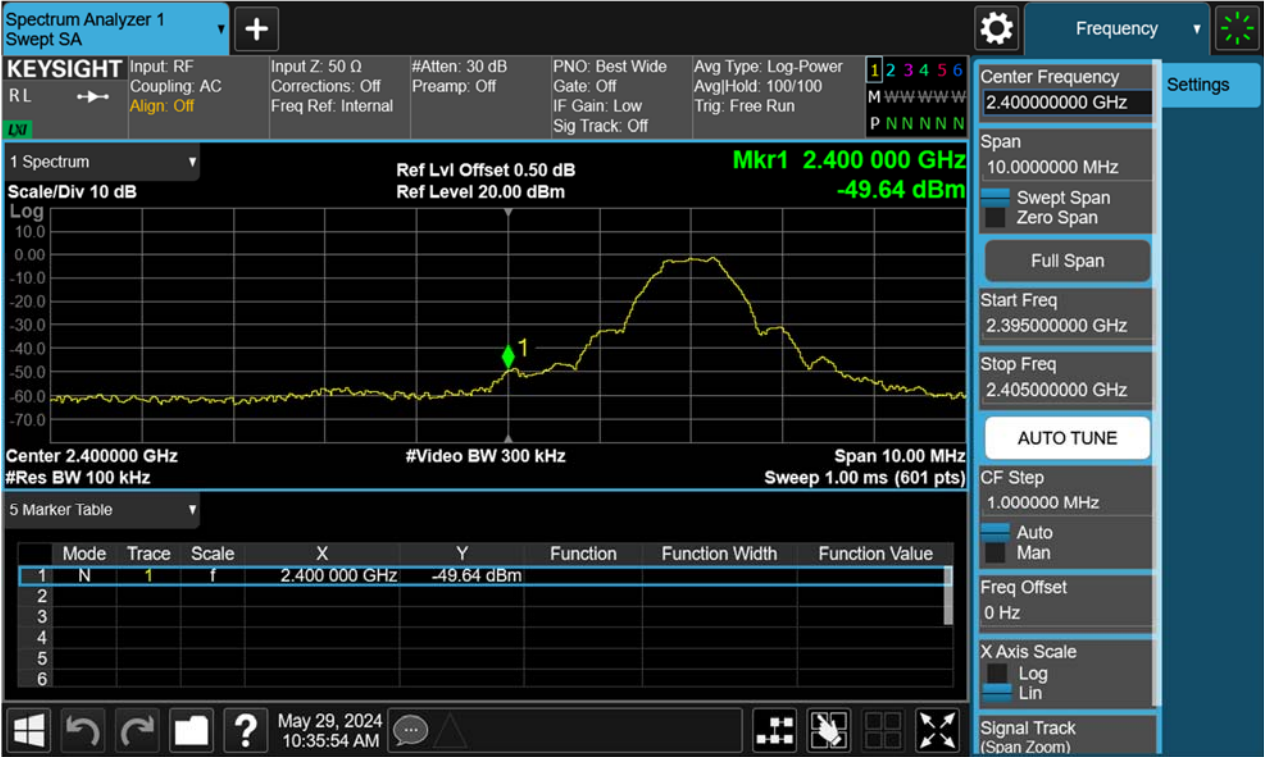 Spectrum Analyzer 1
Swept SA
Frequency
KEYSIGHT
R L
LXI
Input: RF
Coupling: AC
Align: Off
Input Z: 50 Ω
Corrections: Off
Freq Ref: Internal
#Atten: 30 dB
Preamp: Off
PNO: Best Wide
Gate: Off
IF Gain: Low
Sig Track: Off
Avg Type: Log-Power
Avg|Hold: 100/100
Trig: Free Run
1 2 3 4 5 6
M W W W W W
P N N N N N
1 Spectrum
Scale/Div 10 dB
Ref Lvl Offset 0.50 dB
Ref Level 20.00 dBm
Mkr1 2.400 000 GHz
-49.64 dBm
Log
10.0
0.00
-10.0
-20.0
-30.0
-40.0
-50.0
-60.0
-70.0
1
Center 2.400000 GHz
#Res BW 100 kHz
#Video BW 300 kHz
Span 10.00 MHz
Sweep 1.00 ms (601 pts)
5 Marker Table
Mode Trace Scale X Y Function Function Width Function Value
1 N 1 f 2.400 000 GHz -49.64 dBm
2
3
4
5
6
?
May 29, 2024
10:35:54 AM
Settings
Center Frequency
2.400000000 GHz
Span
10.0000000 MHz
Swept Span
Zero Span
Full Span
Start Freq
2.395000000 GHz
Stop Freq
2.405000000 GHz
AUTO TUNE
CF Step
1.000000 MHz
Auto
Man
Freq Offset
0 Hz
X Axis Scale
Log
Lin
Signal Track
(Span Zoom)